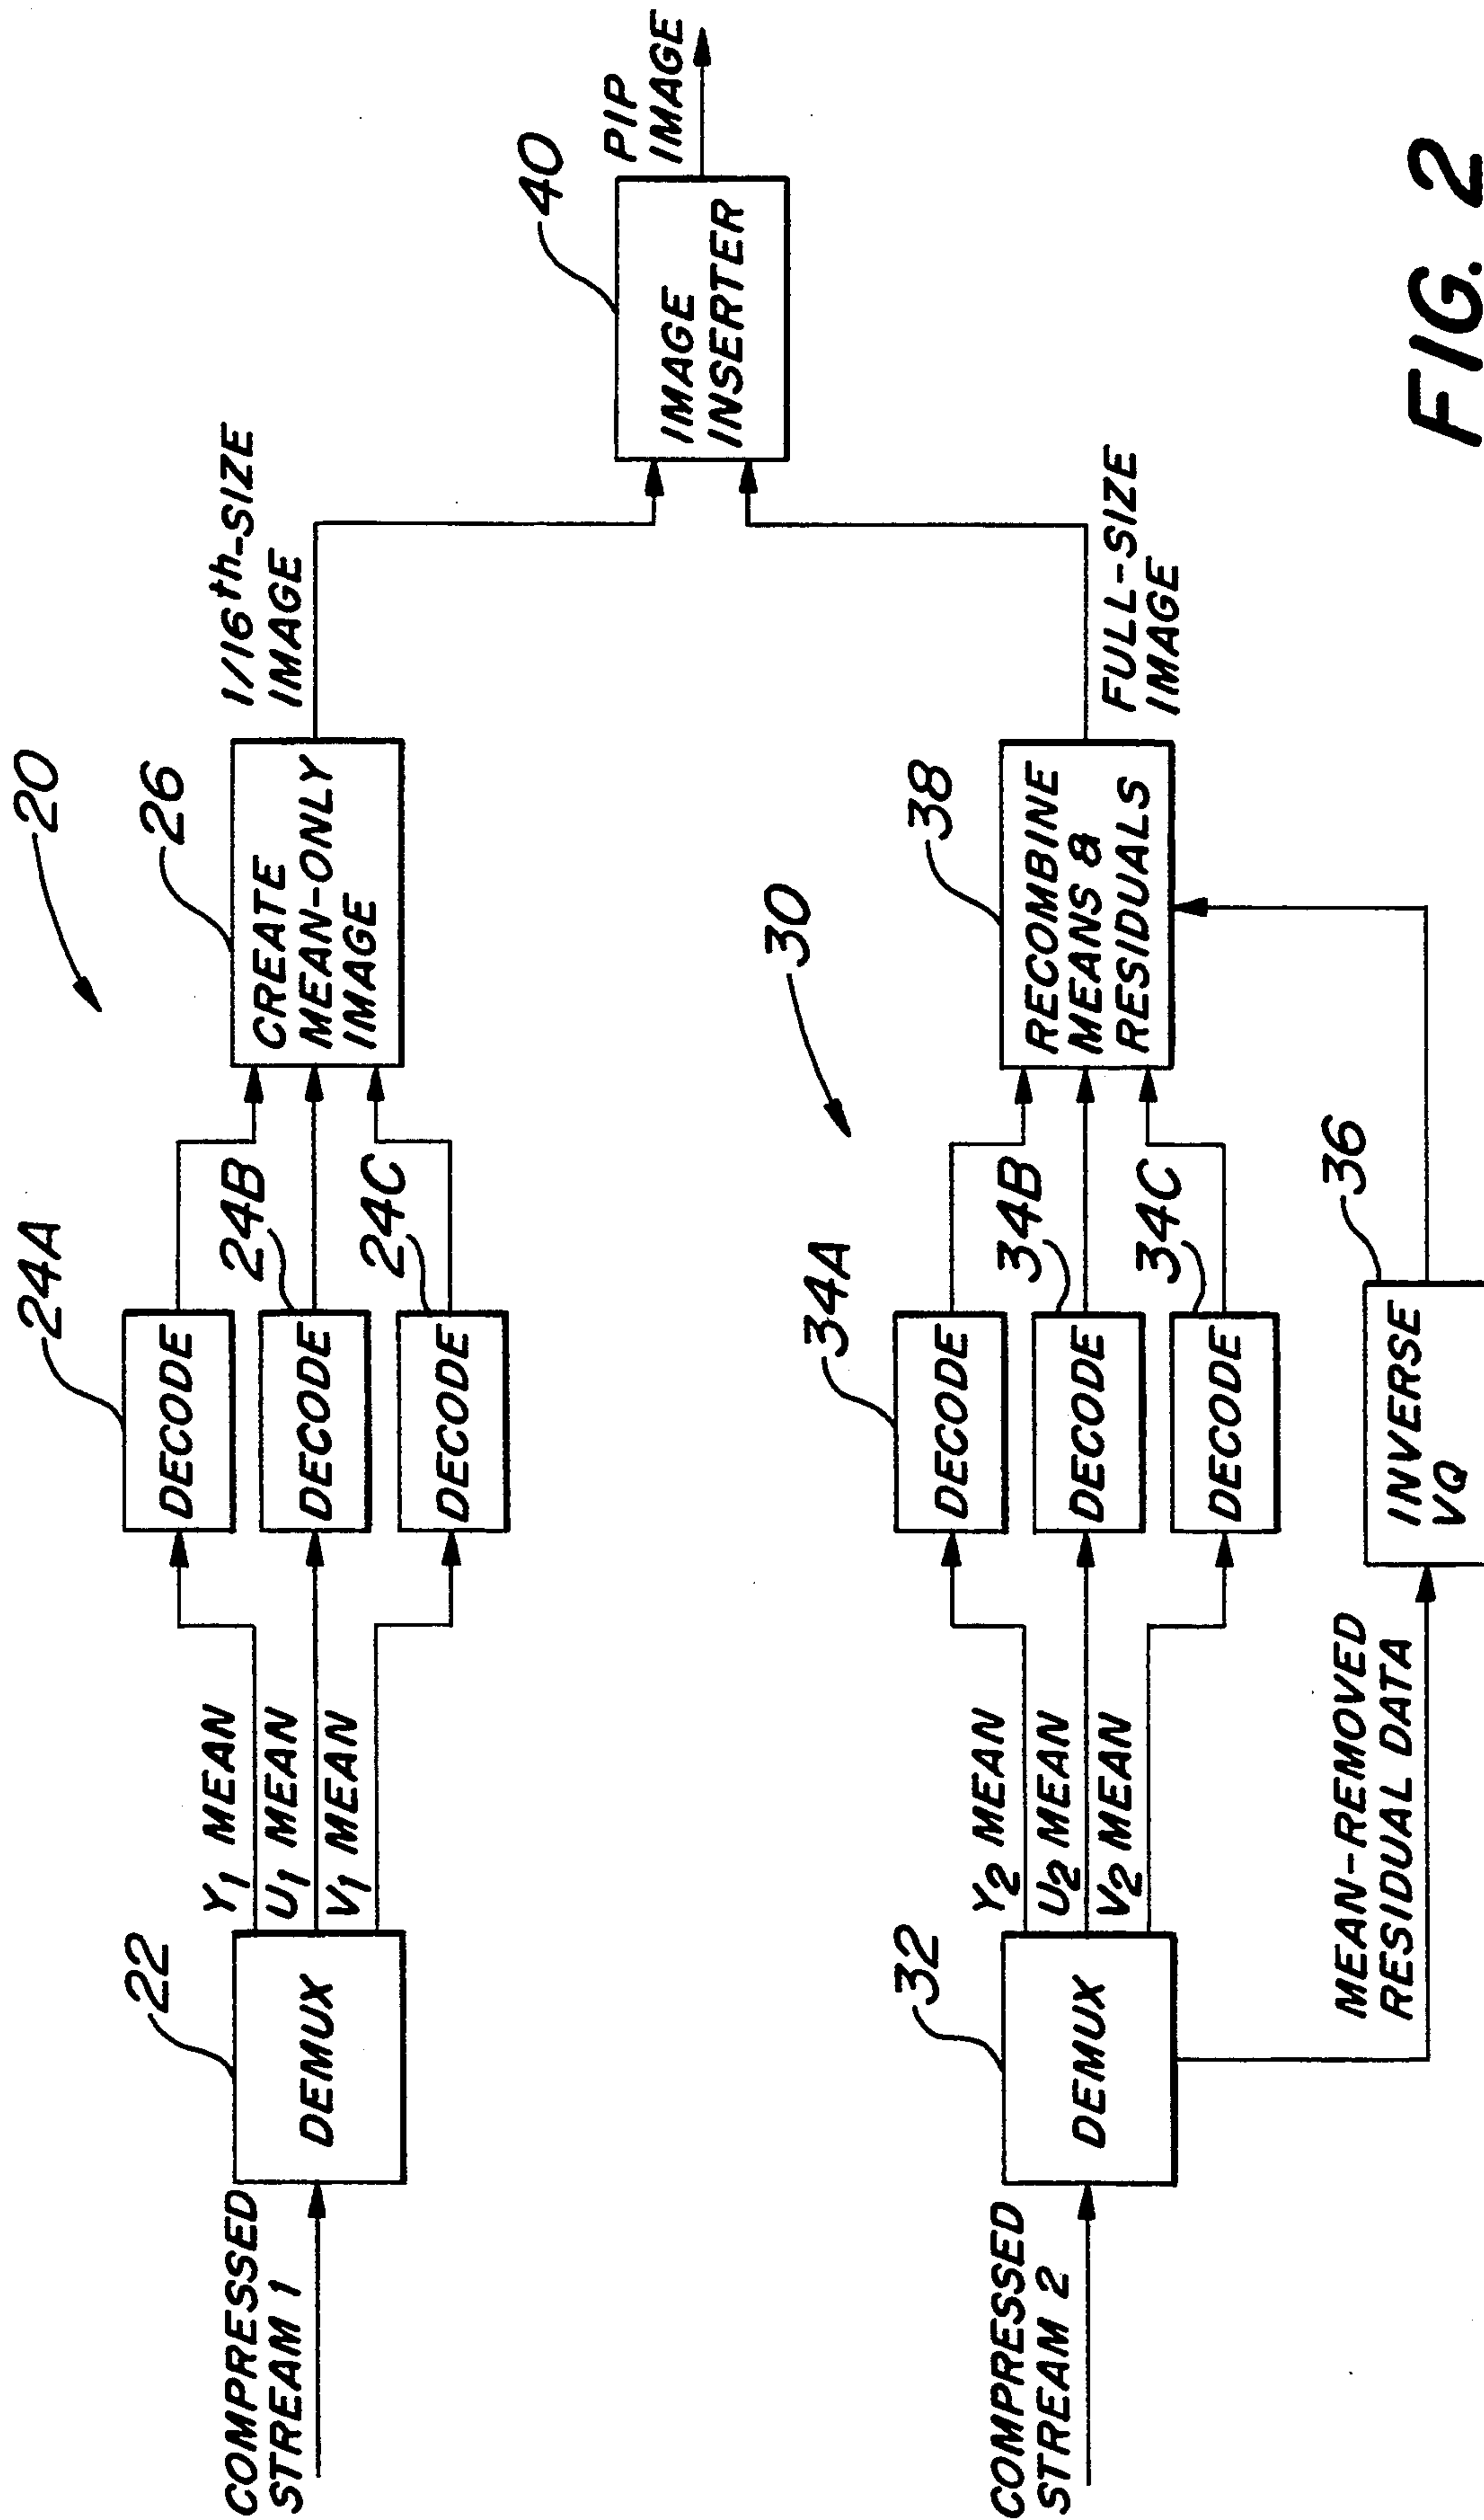 20
COMPRESSED
STREAM 1
22
DEMUX
Y1 MEAN
U1 MEAN
V1 MEAN
24A
DECODE
24B
DECODE
24C
DECODE
26
CREATE
MEAN-ONLY
IMAGE
1/16th-SIZE
IMAGE
40
IMAGE
INSERTER
PIP
IMAGE
30
COMPRESSED
STREAM 2
32
DEMUX
Y2 MEAN
U2 MEAN
V2 MEAN
34A
DECODE
34B
DECODE
34C
DECODE
38
RECOMBINE
MEANS &
RESIDUALS
FULL-SIZE
IMAGE
MEAN-REMOVED
RESIDUAL DATA
36
INVERSE
VQ
FIG. 2